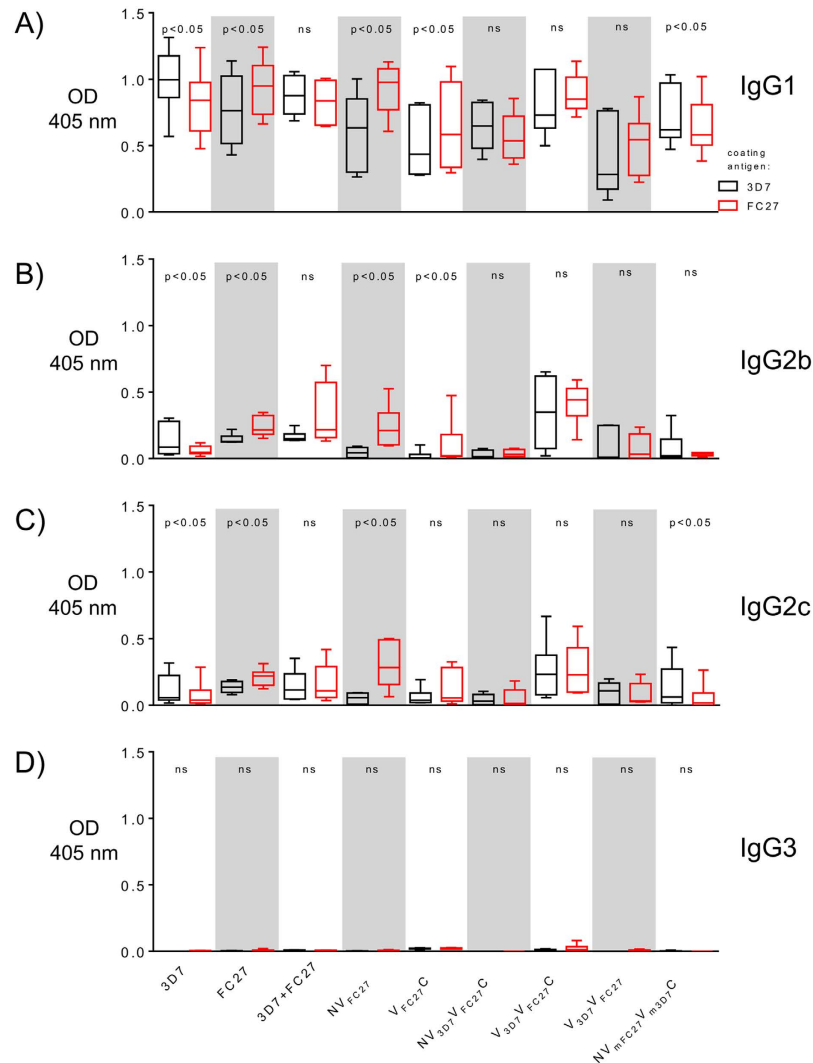 A)
p<0.05 p<0.05 ns p<0.05 p<0.05 ns ns ns p<0.05
IgG1
OD
405 nm
1.5
1.0
0.5
0.0
coating
antigen:
3D7
FC27
B)
p<0.05 p<0.05 ns p<0.05 p<0.05 ns ns ns ns
IgG2b
OD
405 nm
1.5
1.0
0.5
0.0
C)
p<0.05 p<0.05 ns p<0.05 ns ns ns ns p<0.05
IgG2c
OD
405 nm
1.5
1.0
0.5
0.0
D)
ns ns ns ns ns ns ns ns ns
IgG3
OD
405 nm
1.5
1.0
0.5
0.0
3D7
FC27
3D7+FC27
NVFC27
VFC27C
NV3D7VFC27C
V3D7VFC27C
V3D7VFC27
NVmFC27Vm3D7C